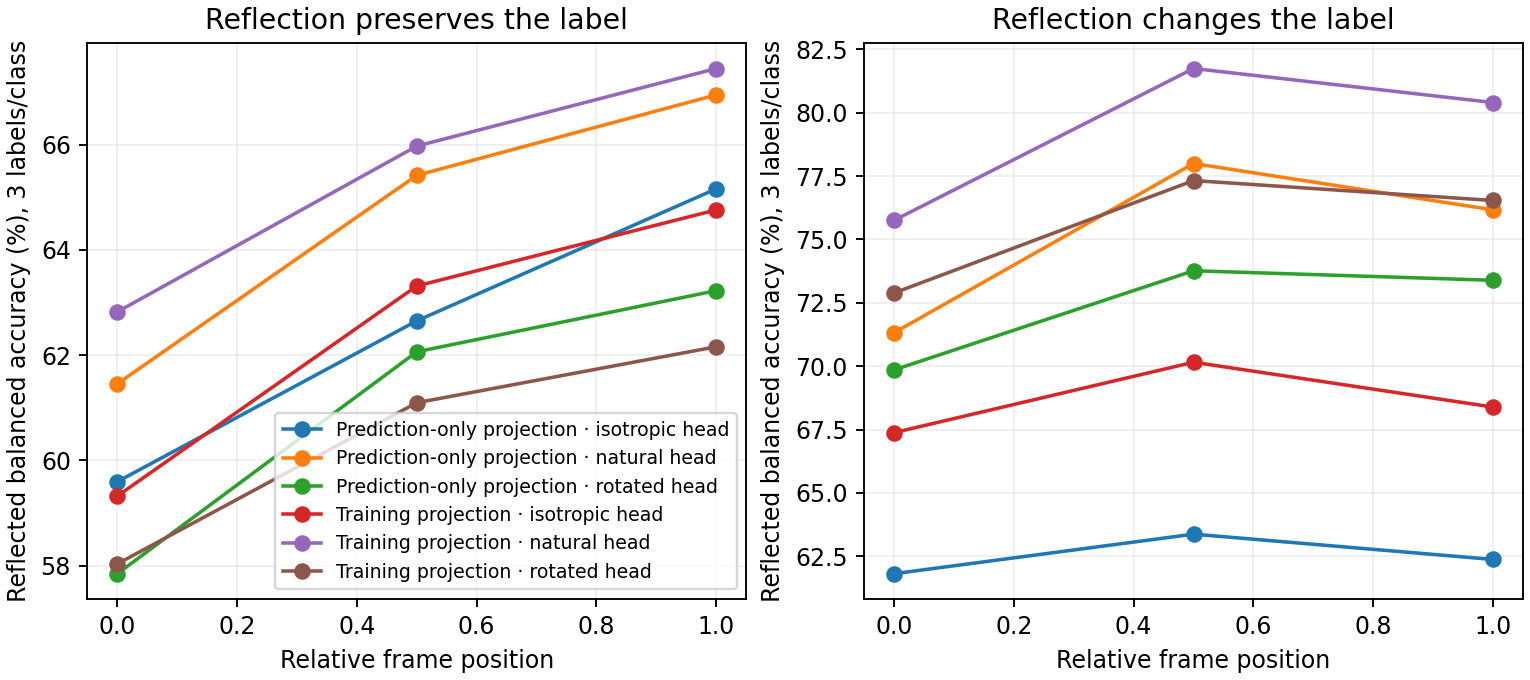 Reflection preserves the label
Reflected balanced accuracy (%), 3 labels/class
66
64
62
60
58
Prediction-only projection · isotropic head
Prediction-only projection · natural head
Prediction-only projection · rotated head
Training projection · isotropic head
Training projection · natural head
Training projection · rotated head
0.0 0.2 0.4 0.6 0.8 1.0
Relative frame position
Reflection changes the label
Reflected balanced accuracy (%), 3 labels/class
82.5
80.0
77.5
75.0
72.5
70.0
67.5
65.0
62.5
0.0 0.2 0.4 0.6 0.8 1.0
Relative frame position